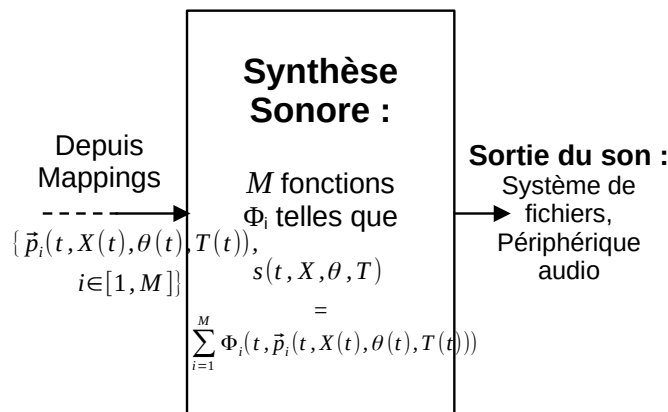 Depuis
Mappings
{ p⃗ᵢ(t, X(t), θ(t), T(t)),
i∈[1, M]}
Synthèse
Sonore :
M fonctions
Φᵢ telles que
s(t, X, θ, T)
=
∑ᵢ₌₁ᴹ Φᵢ(t, p⃗ᵢ(t, X(t), θ(t), T(t)))
Sortie du son :
Système de
fichiers,
Périphérique
audio